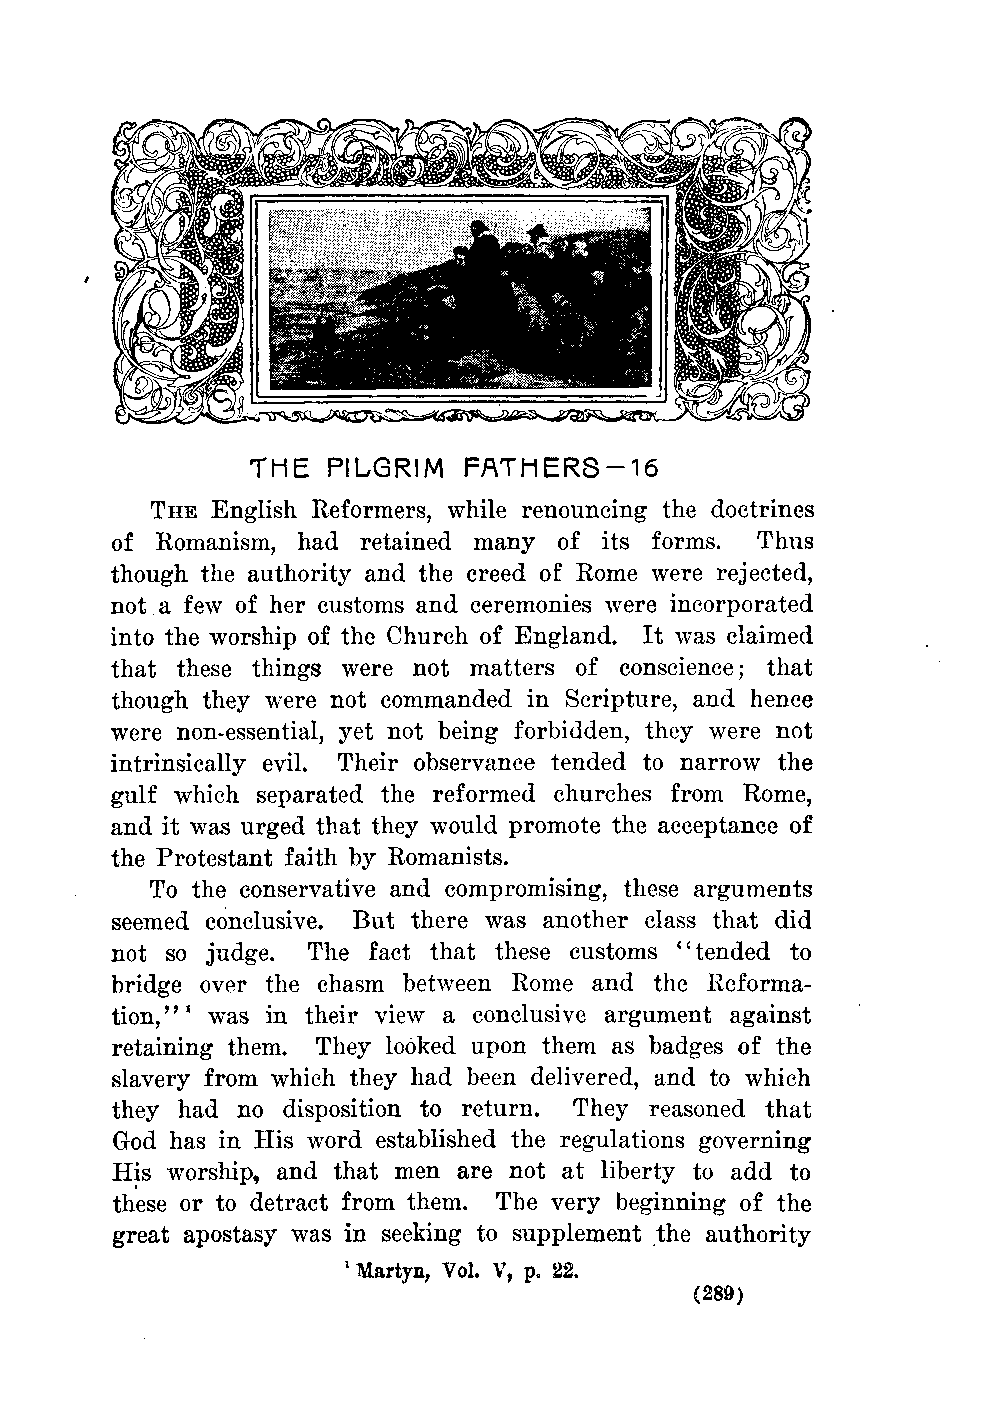 THE PILGRIM FATHERS—16
THE English Reformers, while renouncing the doctrines
of Romanism, had retained many of its forms. Thus
though the authority and the creed of Rome were rejected,
not a few of her customs and ceremonies were incorporated
into the worship of the Church of England. It was claimed
that these things were not matters of conscience; that
though they were not commanded in Scripture, and hence
were non-essential, yet not being forbidden, they were not
intrinsically evil. Their observance tended to narrow the
gulf which separated the reformed churches from Rome,
and it was urged that they would promote the acceptance of
the Protestant faith by Romanists.
To the conservative and compromising, these arguments
seemed conclusive. But there was another class that did
not so judge. The fact that these customs “tended to
bridge over the chasm between Rome and the Reforma-
tion,”¹ was in their view a conclusive argument against
retaining them. They looked upon them as badges of the
slavery from which they had been delivered, and to which
they had no disposition to return. They reasoned that
God has in His word established the regulations governing
His worship, and that men are not at liberty to add to
these or to detract from them. The very beginning of the
great apostasy was in seeking to supplement the authority
¹ Martyn, Vol. V, p. 22.
(289)